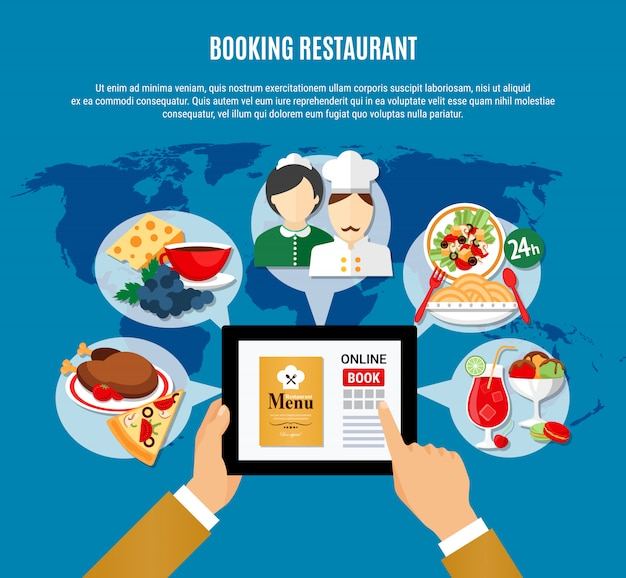 BOOKING RESTAURANT
Ut enim ad minima veniam, quis nostrum exercitationem ullam corporis suscipit laboriosam, nisi ut aliquid
ex ea commodi consequatur. Quis autem vel eum iure reprehenderit qui in ea voluptate velit esse quam nihil molestiae
consequatur, vel illum qui dolorem eum fugiat quo voluptas nulla pariatur.
24h
ONLINE
BOOK
Restaurant
Menu